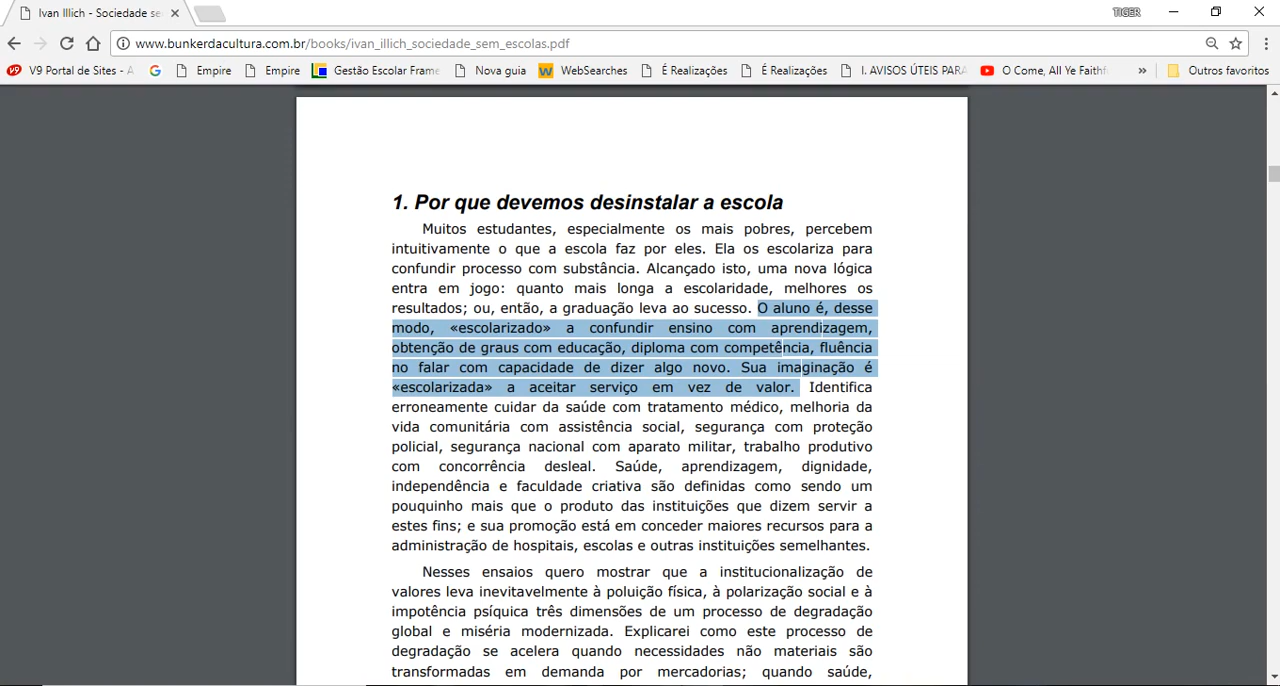 Ivan Illich - Sociedade se
TIGER
www.bunkerdacultura.com.br/books/ivan_illich_sociedade_sem_escolas.pdf
V9 Portal de Sites - A Empire Empire Gestão Escolar Frame Nova guia WebSearches É Realizações É Realizações I. AVISOS ÚTEIS PARA O Come, All Ye Faithf » Outros favoritos
1. Por que devemos desinstalar a escola
Muitos estudantes, especialmente os mais pobres, percebem
intuitivamente o que a escola faz por eles. Ela os escolariza para
confundir processo com substância. Alcançado isto, uma nova lógica
entra em jogo: quanto mais longa a escolaridade, melhores os
resultados; ou, então, a graduação leva ao sucesso. O aluno é, desse
modo, «escolarizado» a confundir ensino com aprendizagem,
obtenção de graus com educação, diploma com competência, fluência
no falar com capacidade de dizer algo novo. Sua imaginação é
«escolarizada» a aceitar serviço em vez de valor. Identifica
erroneamente cuidar da saúde com tratamento médico, melhoria da
vida comunitária com assistência social, segurança com proteção
policial, segurança nacional com aparato militar, trabalho produtivo
com concorrência desleal. Saúde, aprendizagem, dignidade,
independência e faculdade criativa são definidas como sendo um
pouquinho mais que o produto das instituições que dizem servir a
estes fins; e sua promoção está em conceder maiores recursos para a
administração de hospitais, escolas e outras instituições semelhantes.
Nesses ensaios quero mostrar que a institucionalização de
valores leva inevitavelmente à poluição física, à polarização social e à
impotência psíquica três dimensões de um processo de degradação
global e miséria modernizada. Explicarei como este processo de
degradação se acelera quando necessidades não materiais são
transformadas em demanda por mercadorias; quando saúde,